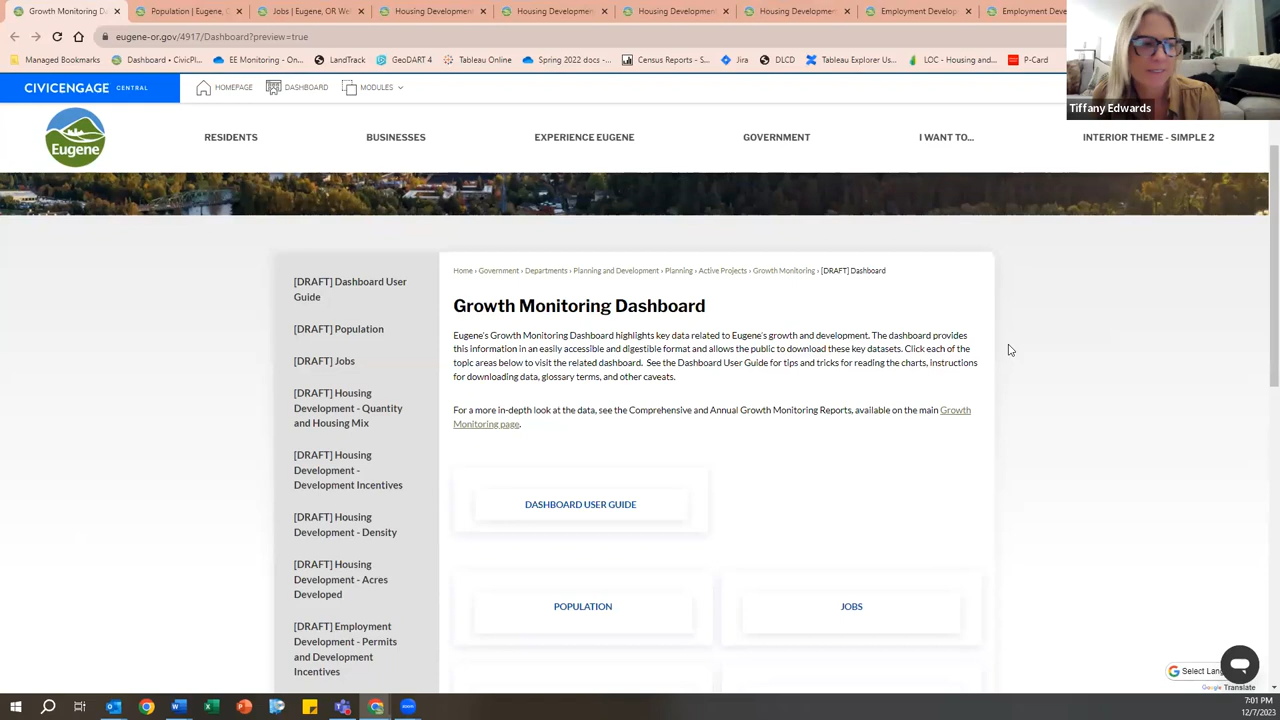 Growth Monitoring Da
Population | Eugene, O
Jobs | Eugene, OR We
Housing Developmen
Housing Developmen
Housing Developmen
Housing Developmen
Employment Develop
Employment Deve
eugene-or.gov/4917/Dashboard?preview=true
Managed Bookmarks
Dashboard • CivicPl...
EE Monitoring - On...
LandTrack
GeoDART 4
Tableau Online
Spring 2022 docs -...
Census Reports - S...
Jira
DLCD
Tableau Explorer Us...
LOC - Housing and...
P-Card
Tiffany Edwards
CIVICENGAGE CENTRAL
HOMEPAGE
DASHBOARD
MODULES
Eugene
RESIDENTS
BUSINESSES
EXPERIENCE EUGENE
GOVERNMENT
I WANT TO...
INTERIOR THEME - SIMPLE 2
[DRAFT] Dashboard User
Guide
[DRAFT] Population
[DRAFT] Jobs
[DRAFT] Housing
Development - Quantity
and Housing Mix
[DRAFT] Housing
Development -
Development Incentives
[DRAFT] Housing
Development - Density
[DRAFT] Housing
Development - Acres
Developed
[DRAFT] Employment
Development - Permits
and Development
Incentives
Home › Government › Departments › Planning and Development › Planning › Active Projects › Growth Monitoring › [DRAFT] Dashboard
Growth Monitoring Dashboard
Eugene's Growth Monitoring Dashboard highlights key data related to Eugene's growth and development. The dashboard provides
this information in an easily accessible and digestible format and allows the public to download these key datasets. Click each of the
topic areas below to visit the related dashboard. See the Dashboard User Guide for tips and tricks for reading the charts, instructions
for downloading data, glossary terms, and other caveats.
For a more in-depth look at the data, see the Comprehensive and Annual Growth Monitoring Reports, available on the main Growth
Monitoring page.
DASHBOARD USER GUIDE
POPULATION
JOBS
Select Lan
Google Translate
7:01 PM
12/7/2023